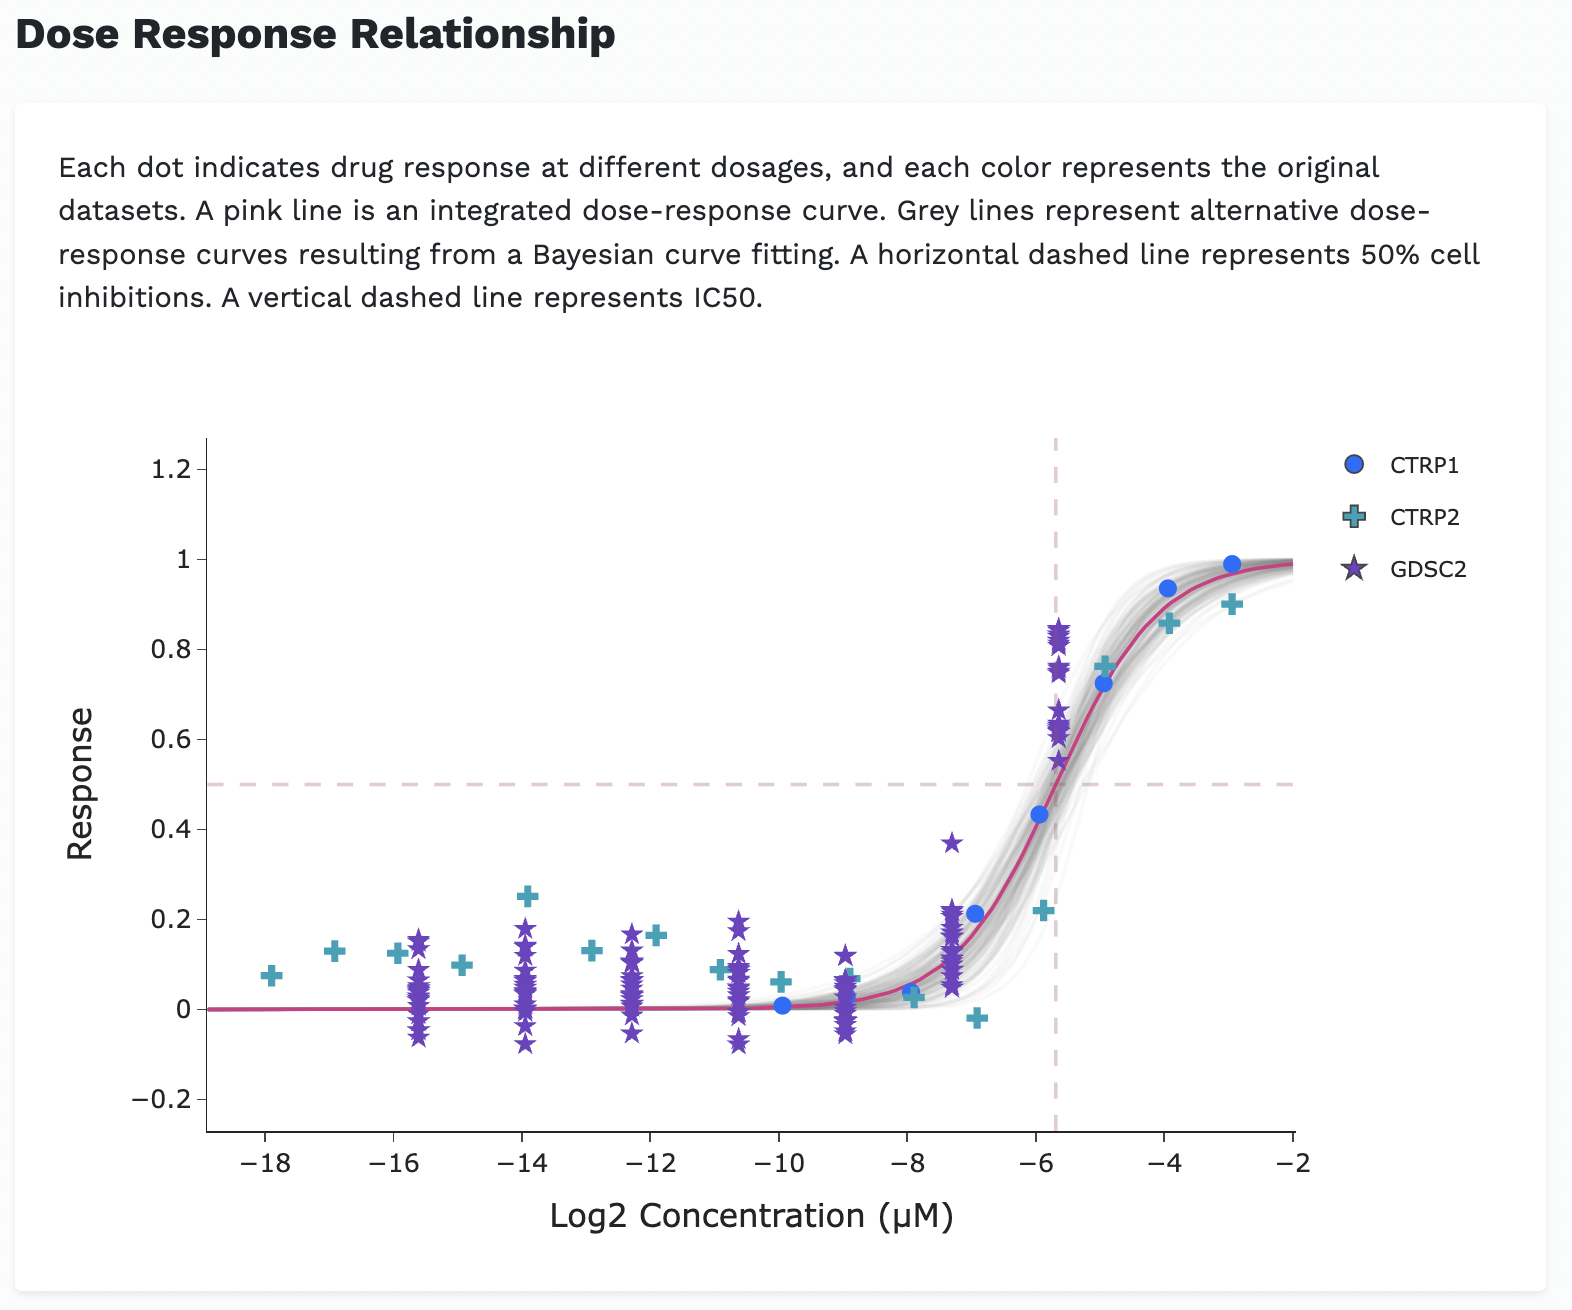 Dose Response Relationship
Each dot indicates drug response at different dosages, and each color represents the original
datasets. A pink line is an integrated dose-response curve. Grey lines represent alternative dose-
response curves resulting from a Bayesian curve fitting. A horizontal dashed line represents 50% cell
inhibitions. A vertical dashed line represents IC50.
1.2
1
0.8
0.6
0.4
0.2
0
−0.2
Response
−18 −16 −14 −12 −10 −8 −6 −4 −2
Log2 Concentration (μM)
CTRP1
CTRP2
GDSC2